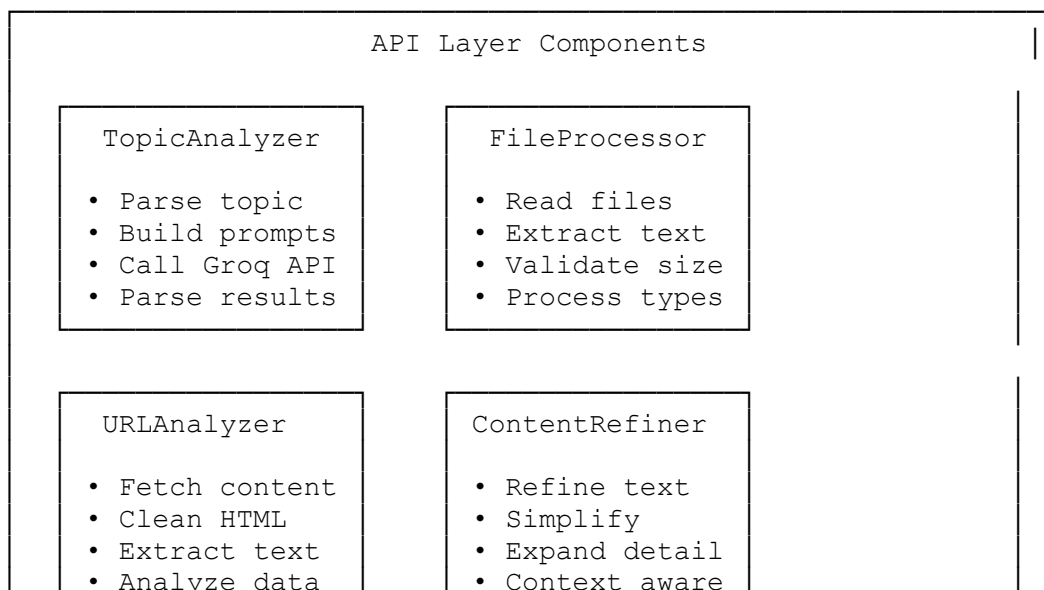 API Layer Components
TopicAnalyzer
• Parse topic
• Build prompts
• Call Groq API
• Parse results
FileProcessor
• Read files
• Extract text
• Validate size
• Process types
URLAnalyzer
• Fetch content
• Clean HTML
• Extract text
• Analyze data
ContentRefiner
• Refine text
• Simplify
• Expand detail
• Context aware